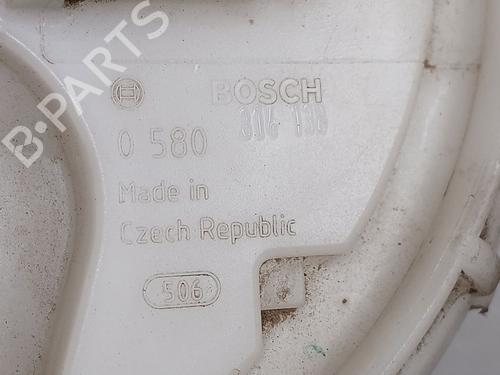 B-PARTS
BOSCH
0 580
Made in
Czech Republic
506